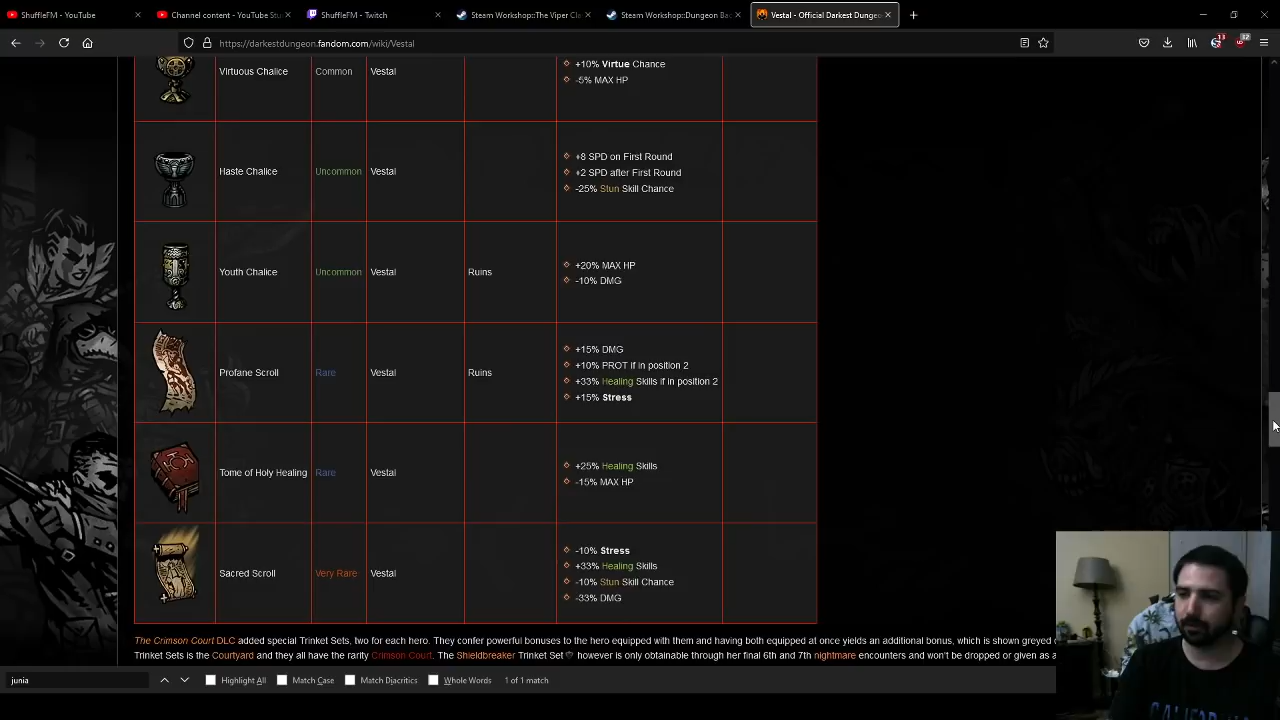 ShuffleFM - YouTube
Channel content - YouTube Stu
ShuffleFM - Twitch
Steam Workshop::The Viper Cla
Steam Workshop::Dungeon Bac
Vestal - Official Darkest Dunge
https://darkestdungeon.fandom.com/wiki/Vestal
Virtuous Chalice Common Vestal
+10% Virtue Chance
-5% MAX HP
Haste Chalice Uncommon Vestal
+8 SPD on First Round
+2 SPD after First Round
-25% Stun Skill Chance
Youth Chalice Uncommon Vestal Ruins
+20% MAX HP
-10% DMG
Profane Scroll Rare Vestal Ruins
+15% DMG
+10% PROT if in position 2
+33% Healing Skills if in position 2
+15% Stress
Tome of Holy Healing Rare Vestal
+25% Healing Skills
-15% MAX HP
Sacred Scroll Very Rare Vestal
-10% Stress
+33% Healing Skills
-10% Stun Skill Chance
-33% DMG
The Crimson Court DLC added special Trinket Sets, two for each hero. They confer powerful bonuses to the hero equipped with them and having both equipped at once yields an additional bonus, which is shown greyed
Trinket Sets is the Courtyard and they all have the rarity Crimson Court. The Shieldbreaker Trinket Set however is only obtainable through her final 6th and 7th nightmare encounters and won't be dropped or given as a
junia Highlight All Match Case Match Diacritics Whole Words 1 of 1 match